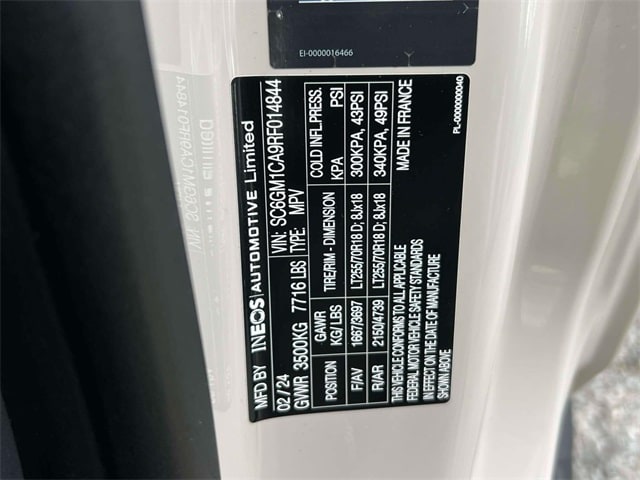 EI-0000016466
MFD BY INEOS AUTOMOTIVE Limited
02 / 24 VIN: SC6GM1CA9RF014844
GVWR 3500KG 7716 LBS TYPE: MPV
GAWR TIRE/RIM - DIMENSION COLD INFL.PRESS.
POSITION KG/ LBS KPA PSI
F/AV 1667/3697 LT255/70R18 D; 8Jx18 300KPA, 43PSI
R/AR 2150/4739 LT255/70R18 D; 8Jx18 340KPA, 49PSI
THIS VEHICLE CONFORMS TO ALL APPLICABLE MADE IN FRANCE
FEDERAL MOTOR VEHICLE SAFETY STANDARDS
IN EFFECT ON THE DATE OF MANUFACTURE
SHOWN ABOVE
PL-0000000040